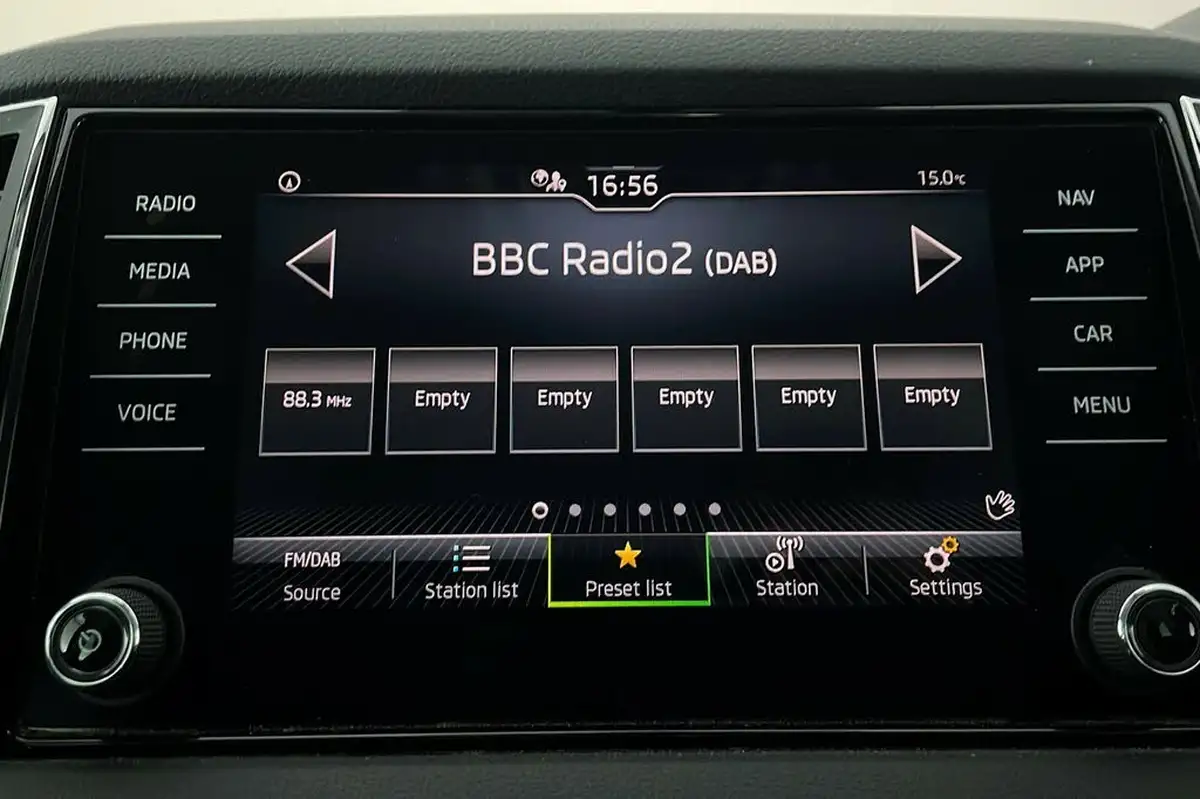 16:56
15.0°C
RADIO
MEDIA
PHONE
VOICE
BBC Radio2 (DAB)
88.3 MHz
Empty
Empty
Empty
Empty
Empty
FM/DAB
Source
Station list
Preset list
Station
Settings
NAV
APP
CAR
MENU